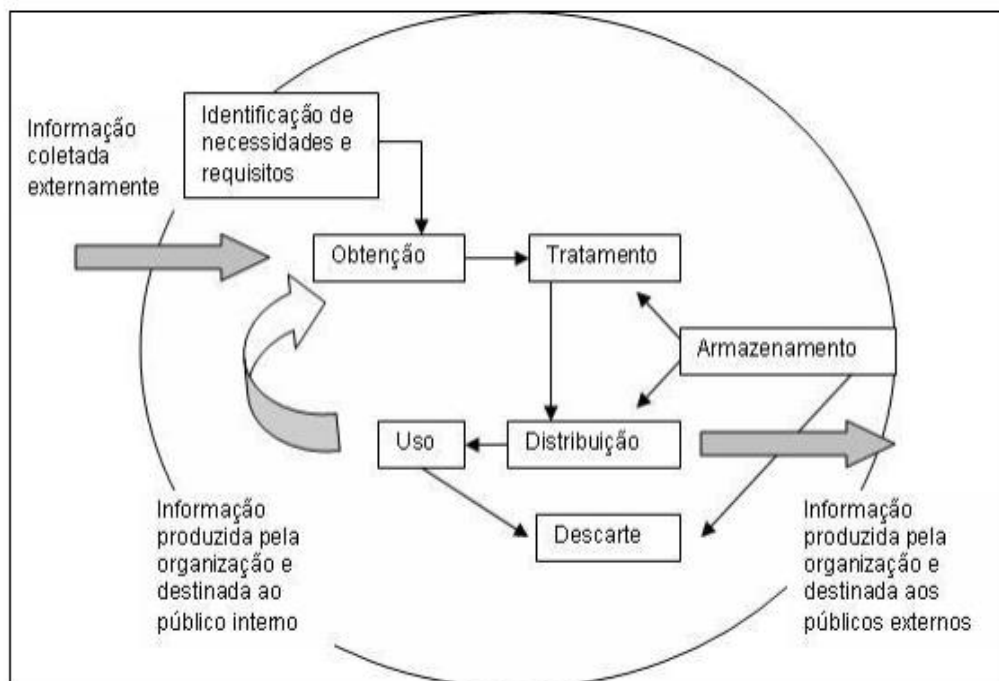 Informação
coletada
externamente
Identificação de
necessidades e
requisitos
Obtenção
Tratamento
Armazenamento
Uso
Distribuição
Descarte
Informação
produzida pela
organização e
destinada ao
público interno
Informação
produzida pela
organização e
destinada aos
públicos externos